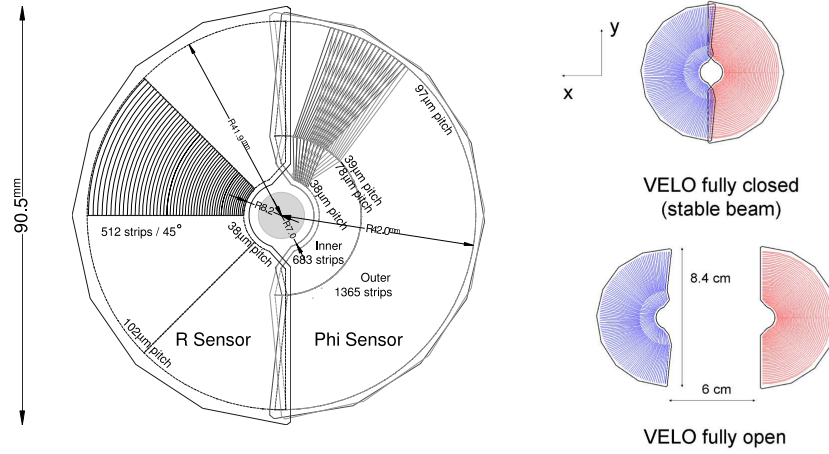 90.5mm
R41.9mm
97µm pitch
39µm pitch
78µm pitch
38µm pitch
R8.2
R7.0
R42.0mm
512 strips / 45°
38µm pitch
Inner
683 strips
Outer
1365 strips
102µm pitch
R Sensor
Phi Sensor
y
x
VELO fully closed
(stable beam)
8.4 cm
6 cm
VELO fully open